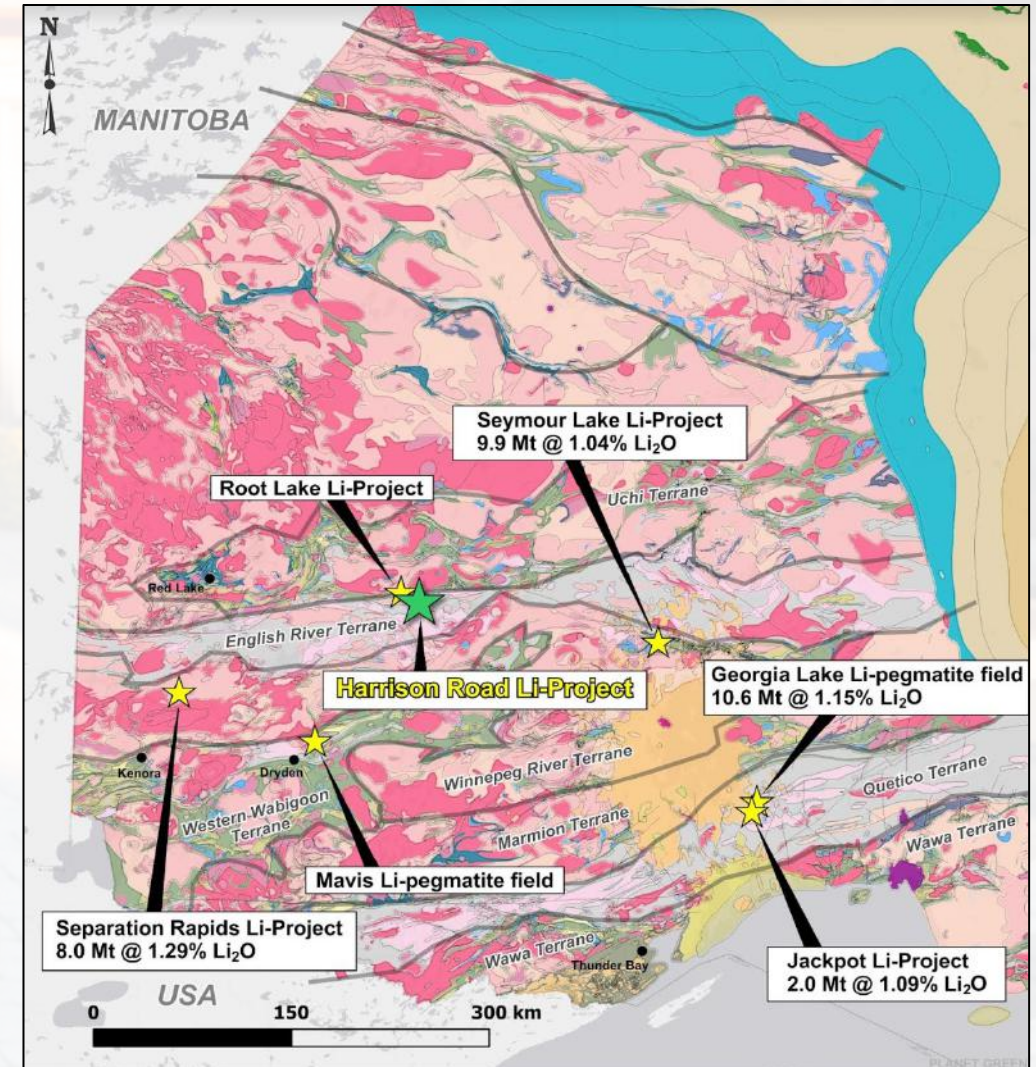 N
MANITOBA
Seymour Lake Li-Project
9.9 Mt @ 1.04% Li₂O
Root Lake Li-Project
Uchi Terrane
Red Lake
English River Terrane
Harrison Road Li-Project
Georgia Lake Li-pegmatite field
10.6 Mt @ 1.15% Li₂O
Kenora
Dryden
Winnepeg River Terrane
Quetico Terrane
Western Wabigoon
Terrane
Marmion Terrane
Wawa Terrane
Mavis Li-pegmatite field
Separation Rapids Li-Project
8.0 Mt @ 1.29% Li₂O
Wawa Terrane
Thunder Bay
Jackpot Li-Project
2.0 Mt @ 1.09% Li₂O
USA
0 150 300 km
PLANET GREEN